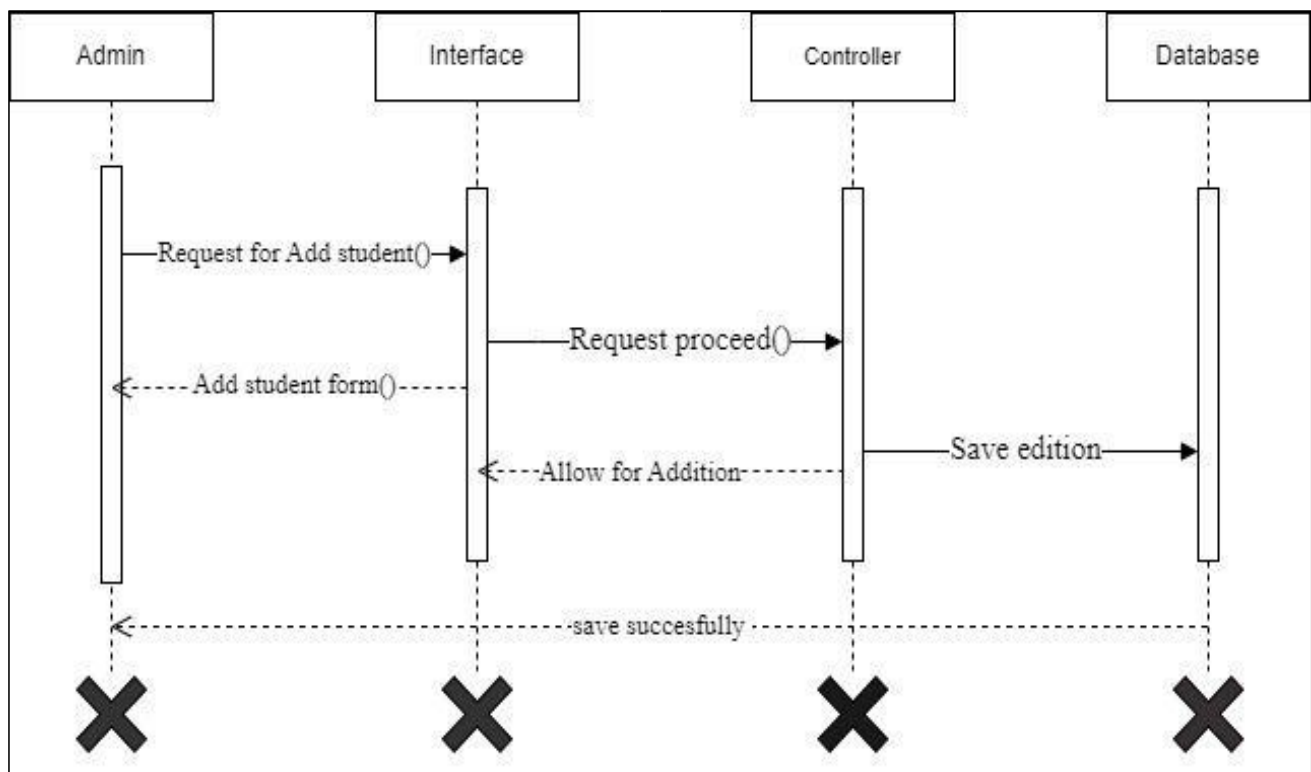 Admin
Interface
Controller
Database
Request for Add student()
Request proceed()
Add student form()
Save edition
Allow for Addition
save succesfully